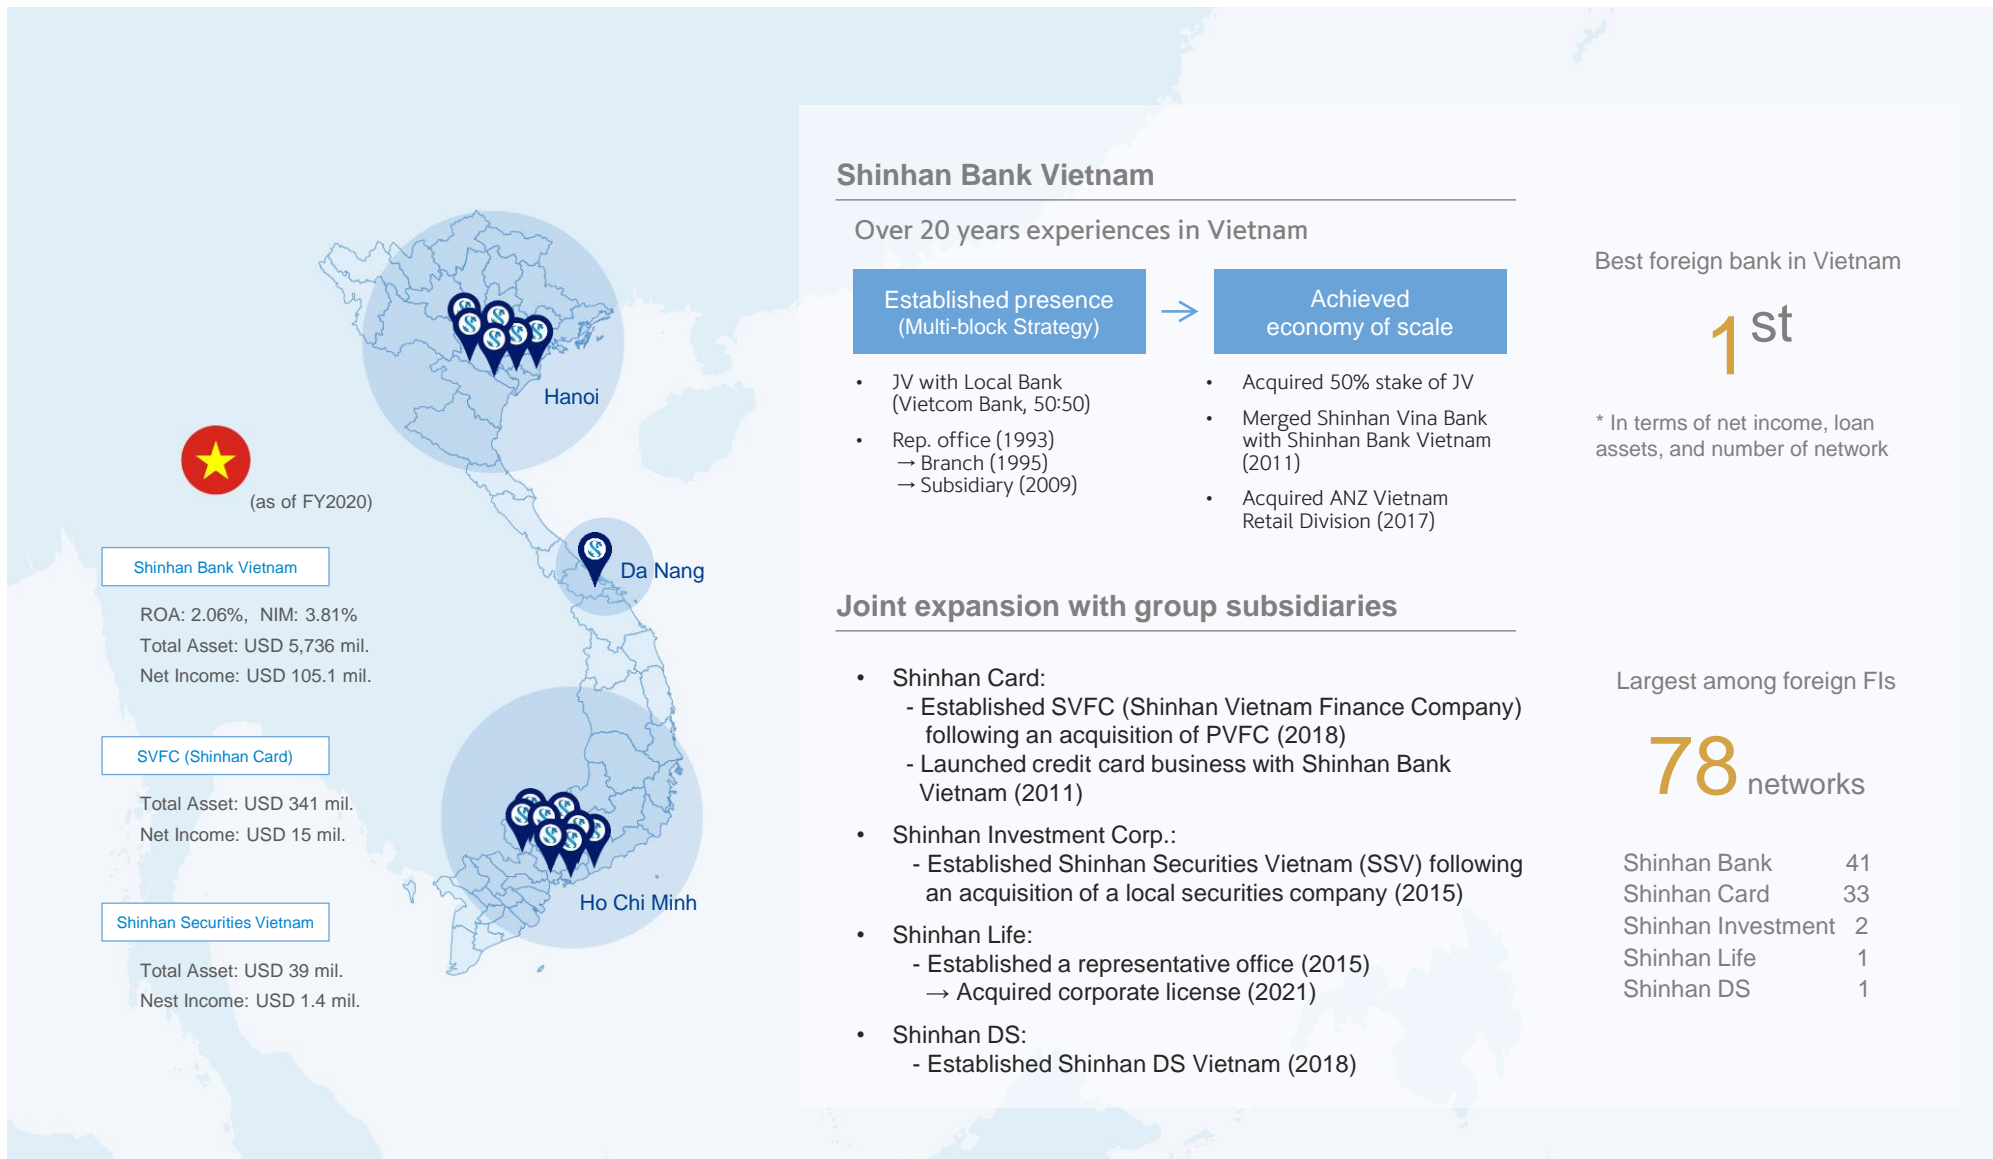 Hanoi
Da Nang
Ho Chi Minh
(as of FY2020)
Shinhan Bank Vietnam
ROA: 2.06%, NIM: 3.81%
Total Asset: USD 5,736 mil.
Net Income: USD 105.1 mil.
SVFC (Shinhan Card)
Total Asset: USD 341 mil.
Net Income: USD 15 mil.
Shinhan Securities Vietnam
Total Asset: USD 39 mil.
Nest Income: USD 1.4 mil.
Shinhan Bank Vietnam
Over 20 years experiences in Vietnam
Established presence
(Multi-block Strategy)
→
Achieved
economy of scale
• JV with Local Bank
(Vietcom Bank, 50:50)
• Rep. office (1993)
→ Branch (1995)
→ Subsidiary (2009)
• Acquired 50% stake of JV
• Merged Shinhan Vina Bank
with Shinhan Bank Vietnam
(2011)
• Acquired ANZ Vietnam
Retail Division (2017)
Best foreign bank in Vietnam
1st
* In terms of net income, loan
assets, and number of network
Joint expansion with group subsidiaries
• Shinhan Card:
- Established SVFC (Shinhan Vietnam Finance Company)
following an acquisition of PVFC (2018)
- Launched credit card business with Shinhan Bank
Vietnam (2011)
• Shinhan Investment Corp.:
- Established Shinhan Securities Vietnam (SSV) following
an acquisition of a local securities company (2015)
• Shinhan Life:
- Established a representative office (2015)
→ Acquired corporate license (2021)
• Shinhan DS:
- Established Shinhan DS Vietnam (2018)
Largest among foreign FIs
78 networks
Shinhan Bank 41
Shinhan Card 33
Shinhan Investment 2
Shinhan Life 1
Shinhan DS 1